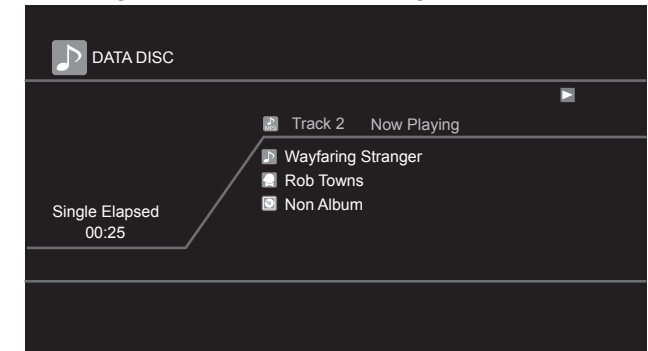 DATA DISC
Track 2 Now Playing
Wayfaring Stranger
Rob Towns
Non Album
Single Elapsed
00:25